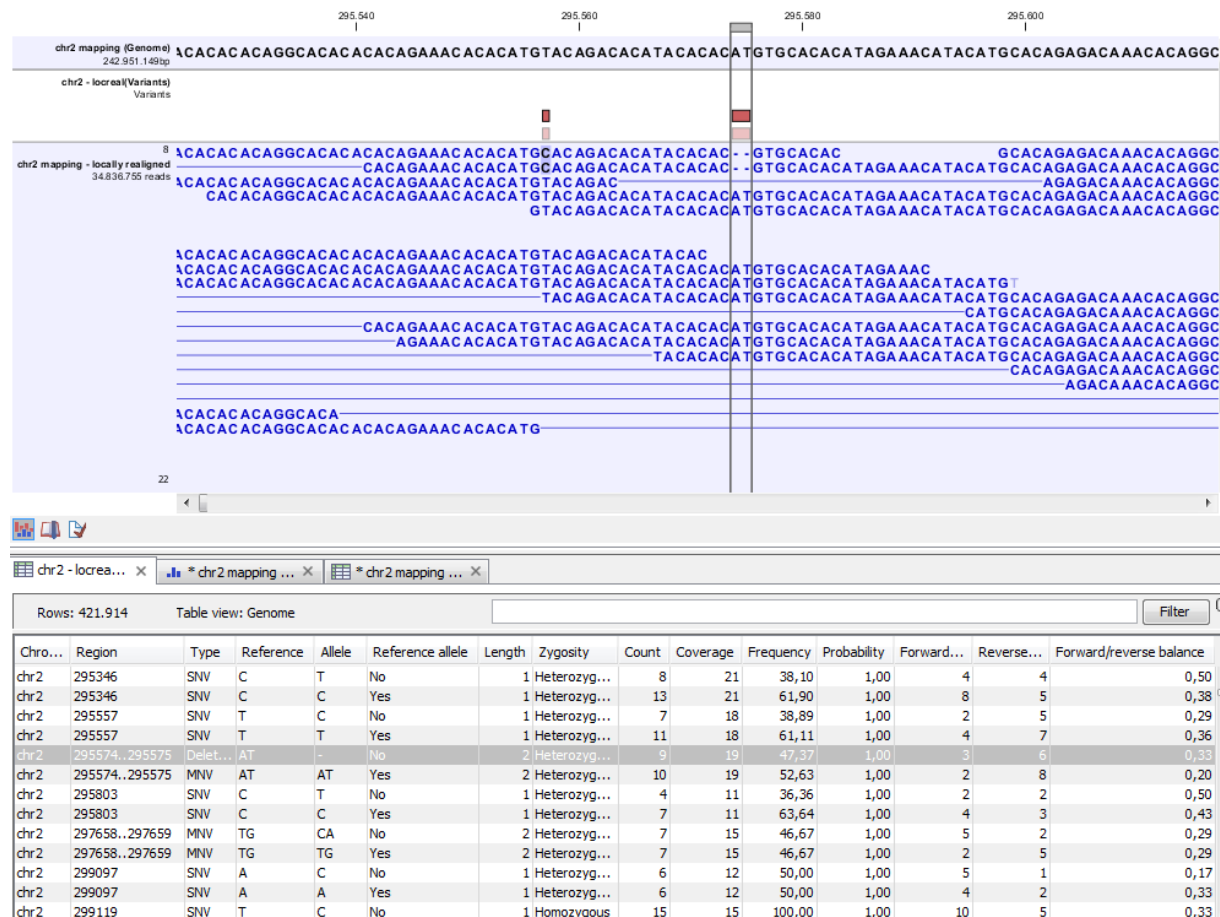 295.540 295.560 295.580 295.600
chr2 mapping (Genome) ACACACACAGGCACACACACAGAAACACACATGTACAGACACATACACACATGTGCACACATAGAAACATACATGCACAGAGACAAACACAGGC
242.951.149bp
chr2 - locreal(Variants)
Variants
8 ACACACACAGGCACACACACAGAAACACACATGCACAGACACATACACAC--GTGCACAC GCACAGAGACAAACACAGGC
chr2 mapping - locally realigned CACAGAAACACACATGCACAGACACATACACAC--GTGCACACATAGAAACATACATGCACAGAGACAAACACAGGC
34.836.755 reads ACACACACAGGCACACACACAGAAACACACATGTACAGAC AGAGACAAACACAGGC
CACACAGGCACACACACAGAAACACACATGTACAGACACATACACACATGTGCACACATAGAAACATACATGCACAGAGACAAACACAGGC
GTACAGACACATACACACATGTGCACACATAGAAACATACATGCACAGAGACAAACACAGGC
ACACACACAGGCACACACACAGAAACACACATGTACAGACACATACAC
ACACACACAGGCACACACACAGAAACACACATGTACAGACACATACACACATGTGCACACATAGAAAC
ACACACACAGGCACACACACAGAAACACACATGTACAGACACATACACACATGTGCACACATAGAAACATACATGT
TACAGACACATACACACATGTGCACACATAGAAACATACATGCACAGAGACAAACACAGGC
CATGCACAGAGACAAACACAGGC
CACAGAAACACACATGTACAGACACATACACACATGTGCACACATAGAAACATACATGCACAGAGACAAACACAGGC
AGAAACACACATGTACAGACACATACACACATGTGCACACATAGAAACATACATGCACAGAGACAAACACAGGC
TACACACATGTGCACACATAGAAACATACATGCACAGAGACAAACACAGGC
CACAGAGACAAACACAGGC
AGACAAACACAGGC
ACACACACAGGCACA
ACACACACAGGCACACACACAGAAACACACATG
22
chr2 - locrea... * chr2 mapping ... * chr2 mapping ...
Rows: 421.914 Table view: Genome Filter
Chro... Region Type Reference Allele Reference allele Length Zygosity Count Coverage Frequency Probability Forward... Reverse... Forward/reverse balance
chr2 295346 SNV C T No 1 Heterozyg... 8 21 38,10 1,00 4 4 0,50
chr2 295346 SNV C C Yes 1 Heterozyg... 13 21 61,90 1,00 8 5 0,38
chr2 295557 SNV T C No 1 Heterozyg... 7 18 38,89 1,00 2 5 0,29
chr2 295557 SNV T T Yes 1 Heterozyg... 11 18 61,11 1,00 4 7 0,36
chr2 295574..295575 Delet... AT - No 2 Heterozyg... 9 19 47,37 1,00 3 6 0,33
chr2 295574..295575 MNV AT AT Yes 2 Heterozyg... 10 19 52,63 1,00 2 8 0,20
chr2 295803 SNV C T No 1 Heterozyg... 4 11 36,36 1,00 2 2 0,50
chr2 295803 SNV C C Yes 1 Heterozyg... 7 11 63,64 1,00 4 3 0,43
chr2 297658..297659 MNV TG CA No 2 Heterozyg... 7 15 46,67 1,00 5 2 0,29
chr2 297658..297659 MNV TG TG Yes 2 Heterozyg... 7 15 46,67 1,00 2 5 0,29
chr2 299097 SNV A C No 1 Heterozyg... 6 12 50,00 1,00 5 1 0,17
chr2 299097 SNV A A Yes 1 Heterozyg... 6 12 50,00 1,00 4 2 0,33
chr2 299119 SNV T C No 1 Homozygous 15 15 100,00 1,00 10 5 0,33